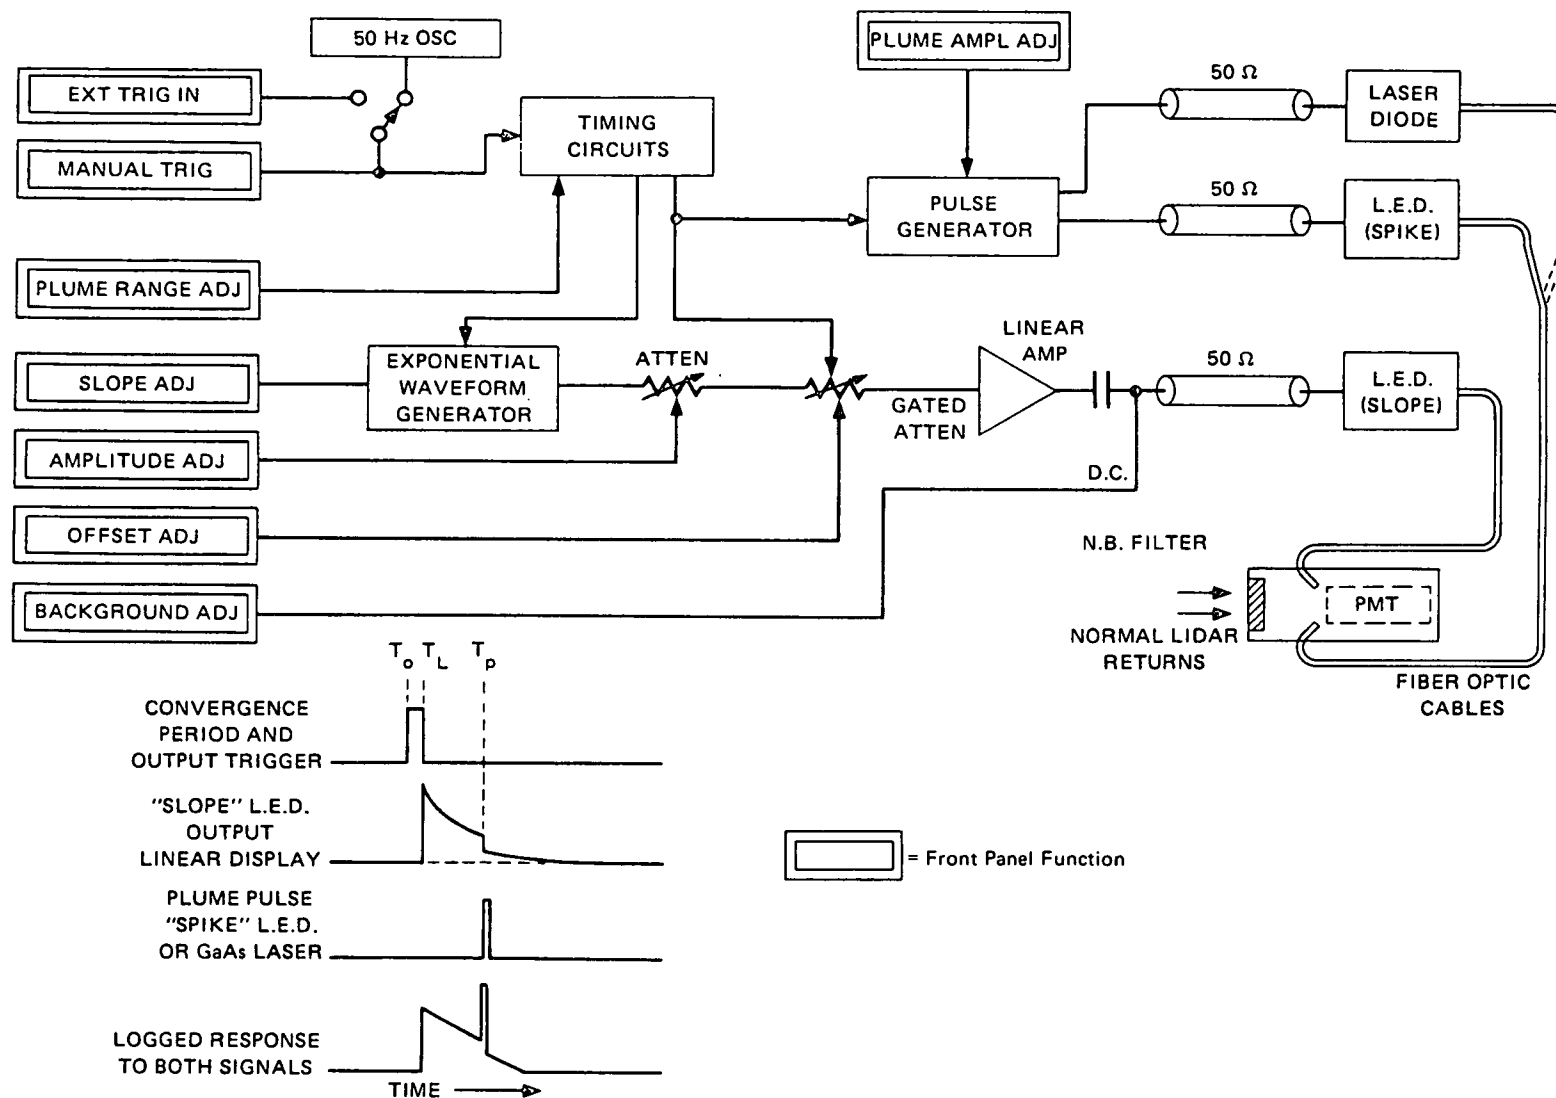 50 Hz OSC
PLUME AMPL ADJ
EXT TRIG IN
MANUAL TRIG
TIMING
CIRCUITS
50 Ω
LASER
DIODE
PULSE
GENERATOR
50 Ω
L.E.D.
(SPIKE)
PLUME RANGE ADJ
SLOPE ADJ
EXPONENTIAL
WAVEFORM
GENERATOR
ATTEN
GATED
ATTEN
LINEAR
AMP
50 Ω
L.E.D.
(SLOPE)
AMPLITUDE ADJ
D.C.
OFFSET ADJ
N.B. FILTER
BACKGROUND ADJ
PMT
NORMAL LIDAR
RETURNS
FIBER OPTIC
CABLES
To TL Tp
CONVERGENCE
PERIOD AND
OUTPUT TRIGGER
"SLOPE" L.E.D.
OUTPUT
LINEAR DISPLAY
= Front Panel Function
PLUME PULSE
"SPIKE" L.E.D.
OR GaAs LASER
LOGGED RESPONSE
TO BOTH SIGNALS
TIME